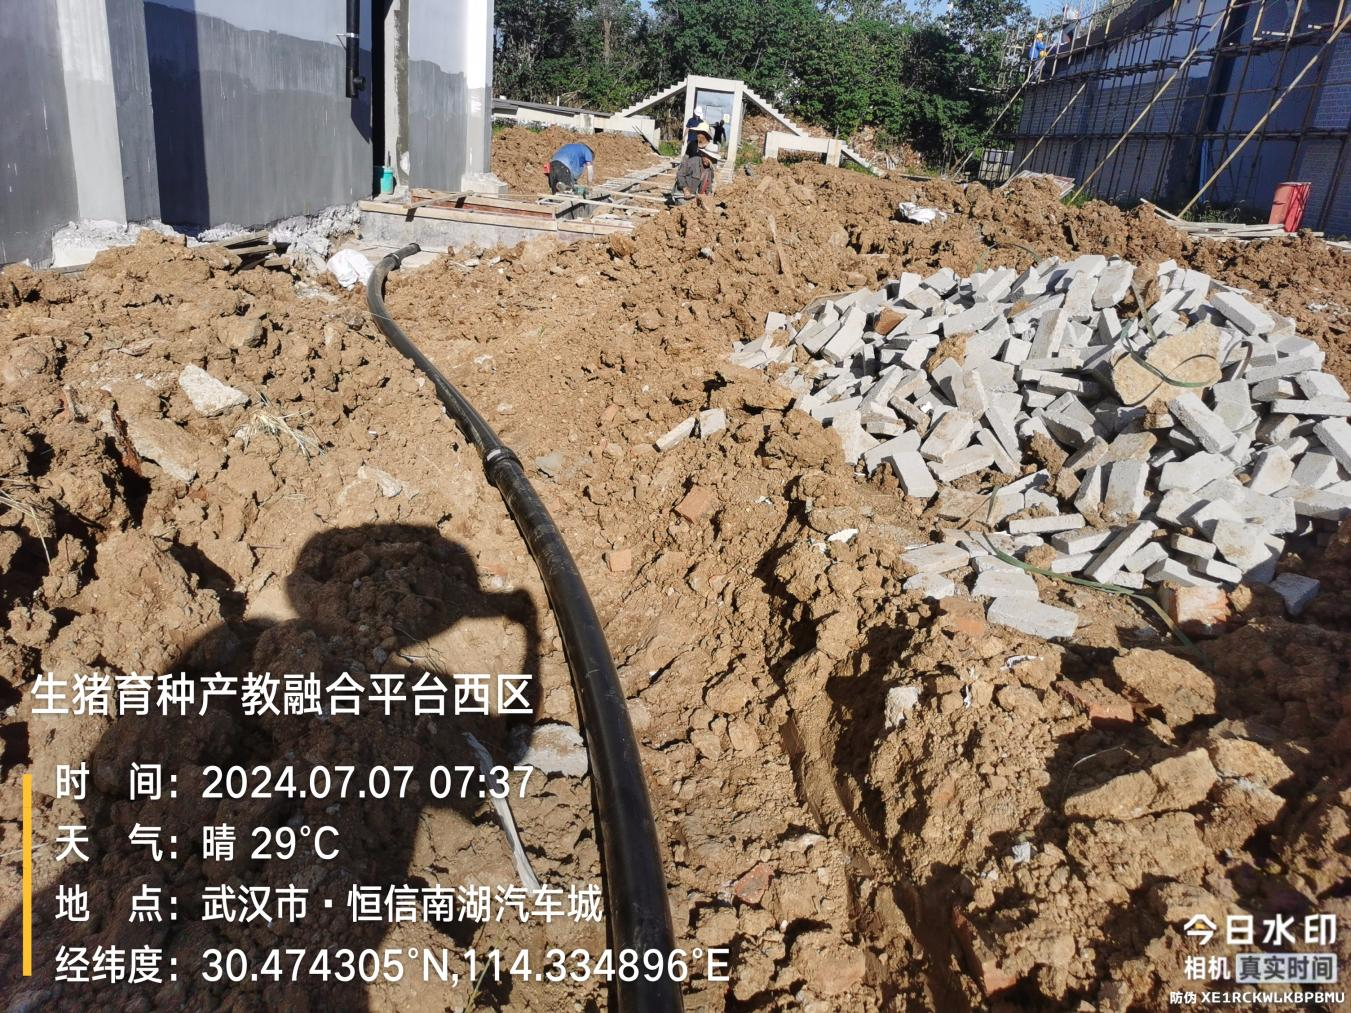 生猪育种产教融合平台西区
时 间：2024.07.07 07:37
天 气：晴 29°C
地 点：武汉市·恒信南湖汽车城
经纬度：30.474305°N,114.334896°E
今日水印
相机 真实时间
防伪 XE1RCKWLKBPBMU